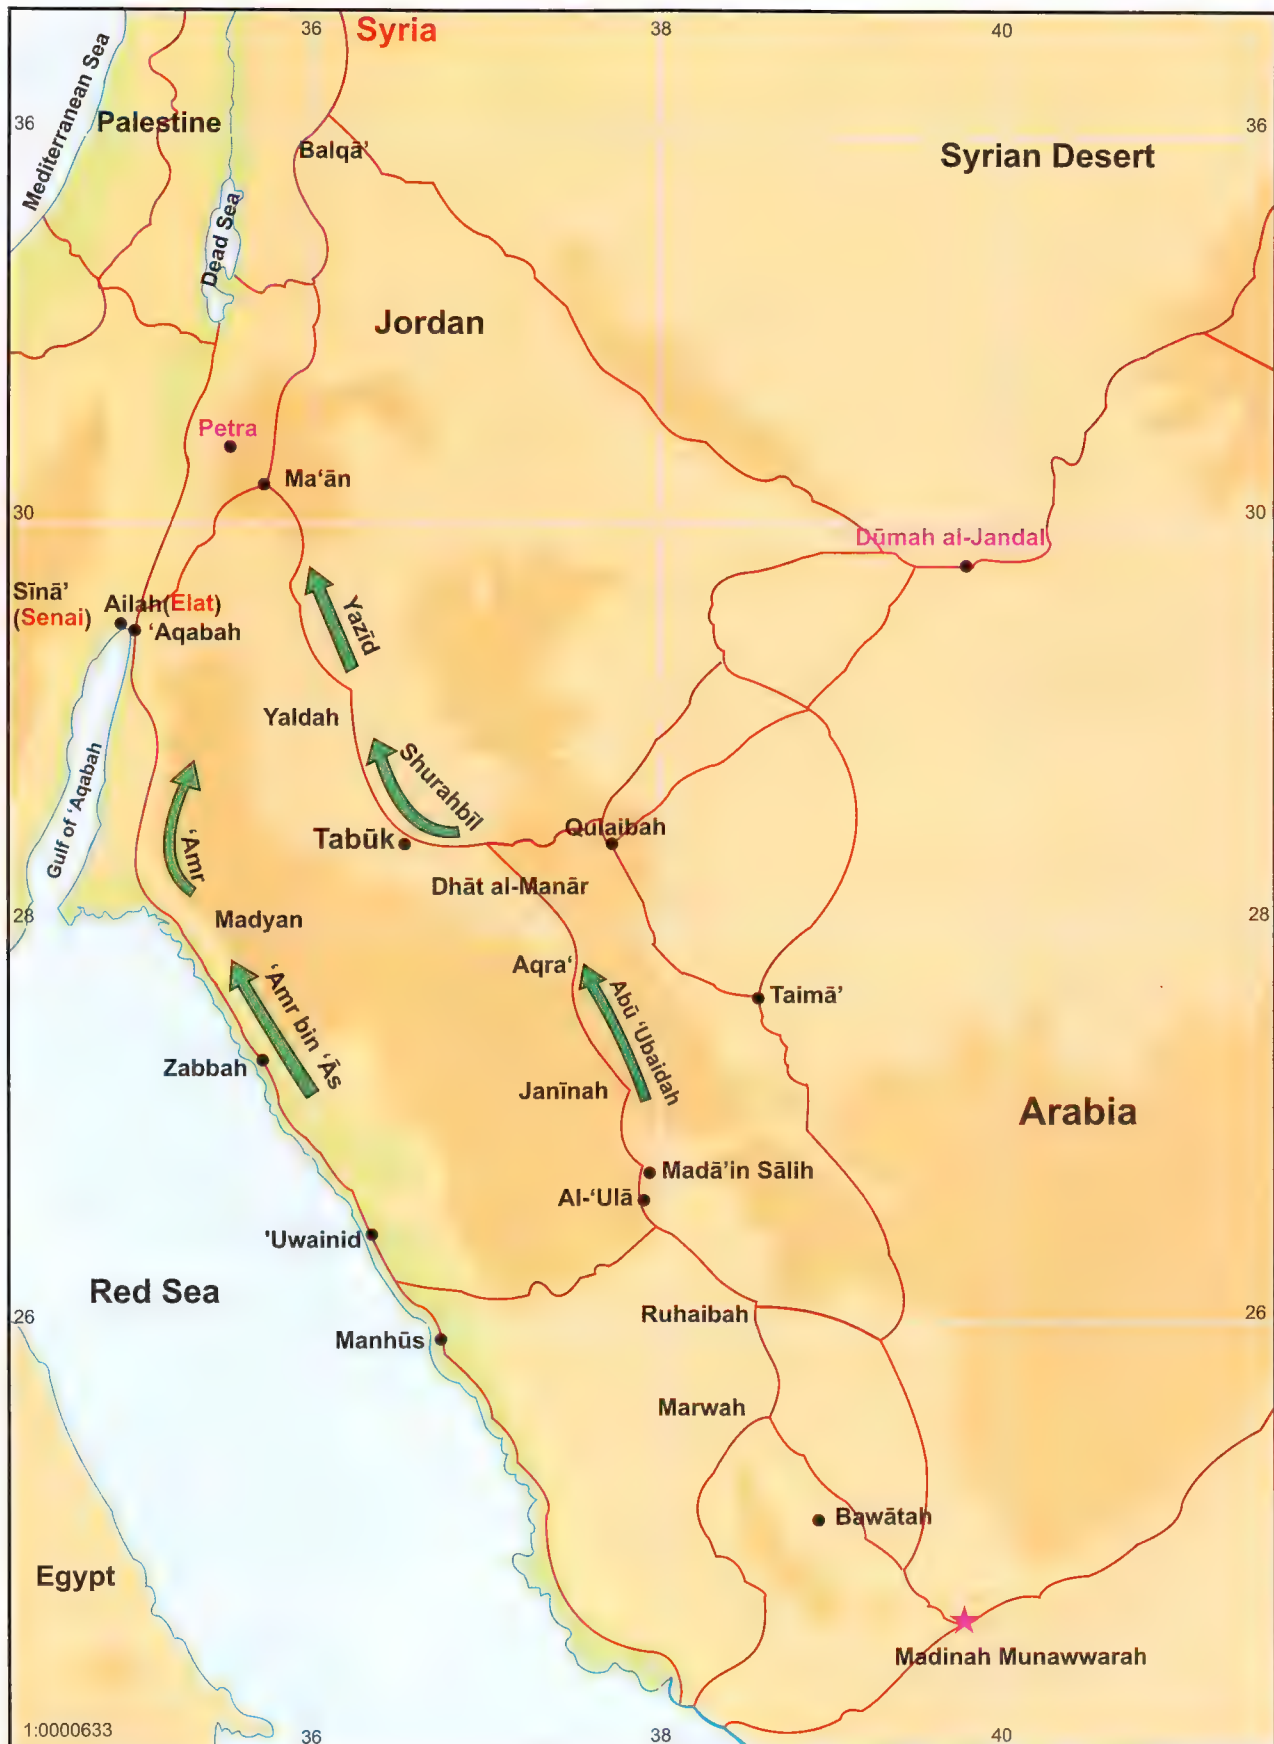 36
Syria
38
40
Mediterranean Sea
36
Palestine
36
Balqā’
Syrian Desert
Dead Sea
Jordan
Petra
Ma‘ān
30
30
Dūmah al-Jandal
Sīnā’
(Senai)
Ailah(Elat)
‘Aqabah
Yazīd
Yaldah
Gulf of ‘Aqabah
Shurahbīl
‘Amr
Tabūk
Qulaibah
Dhāt al-Manār
28
28
Madyan
Aqra‘
‘Amr bin ‘Ās
Abū ‘Ubaidah
Taimā’
Zabbah
Janīnah
Arabia
Madā’in Sālih
Al-‘Ulā
'Uwainid
Red Sea
26
26
Ruhaibah
Manhūs
Marwah
Bawātah
Egypt
Madinah Munawwarah
1:0000633
36
38
40